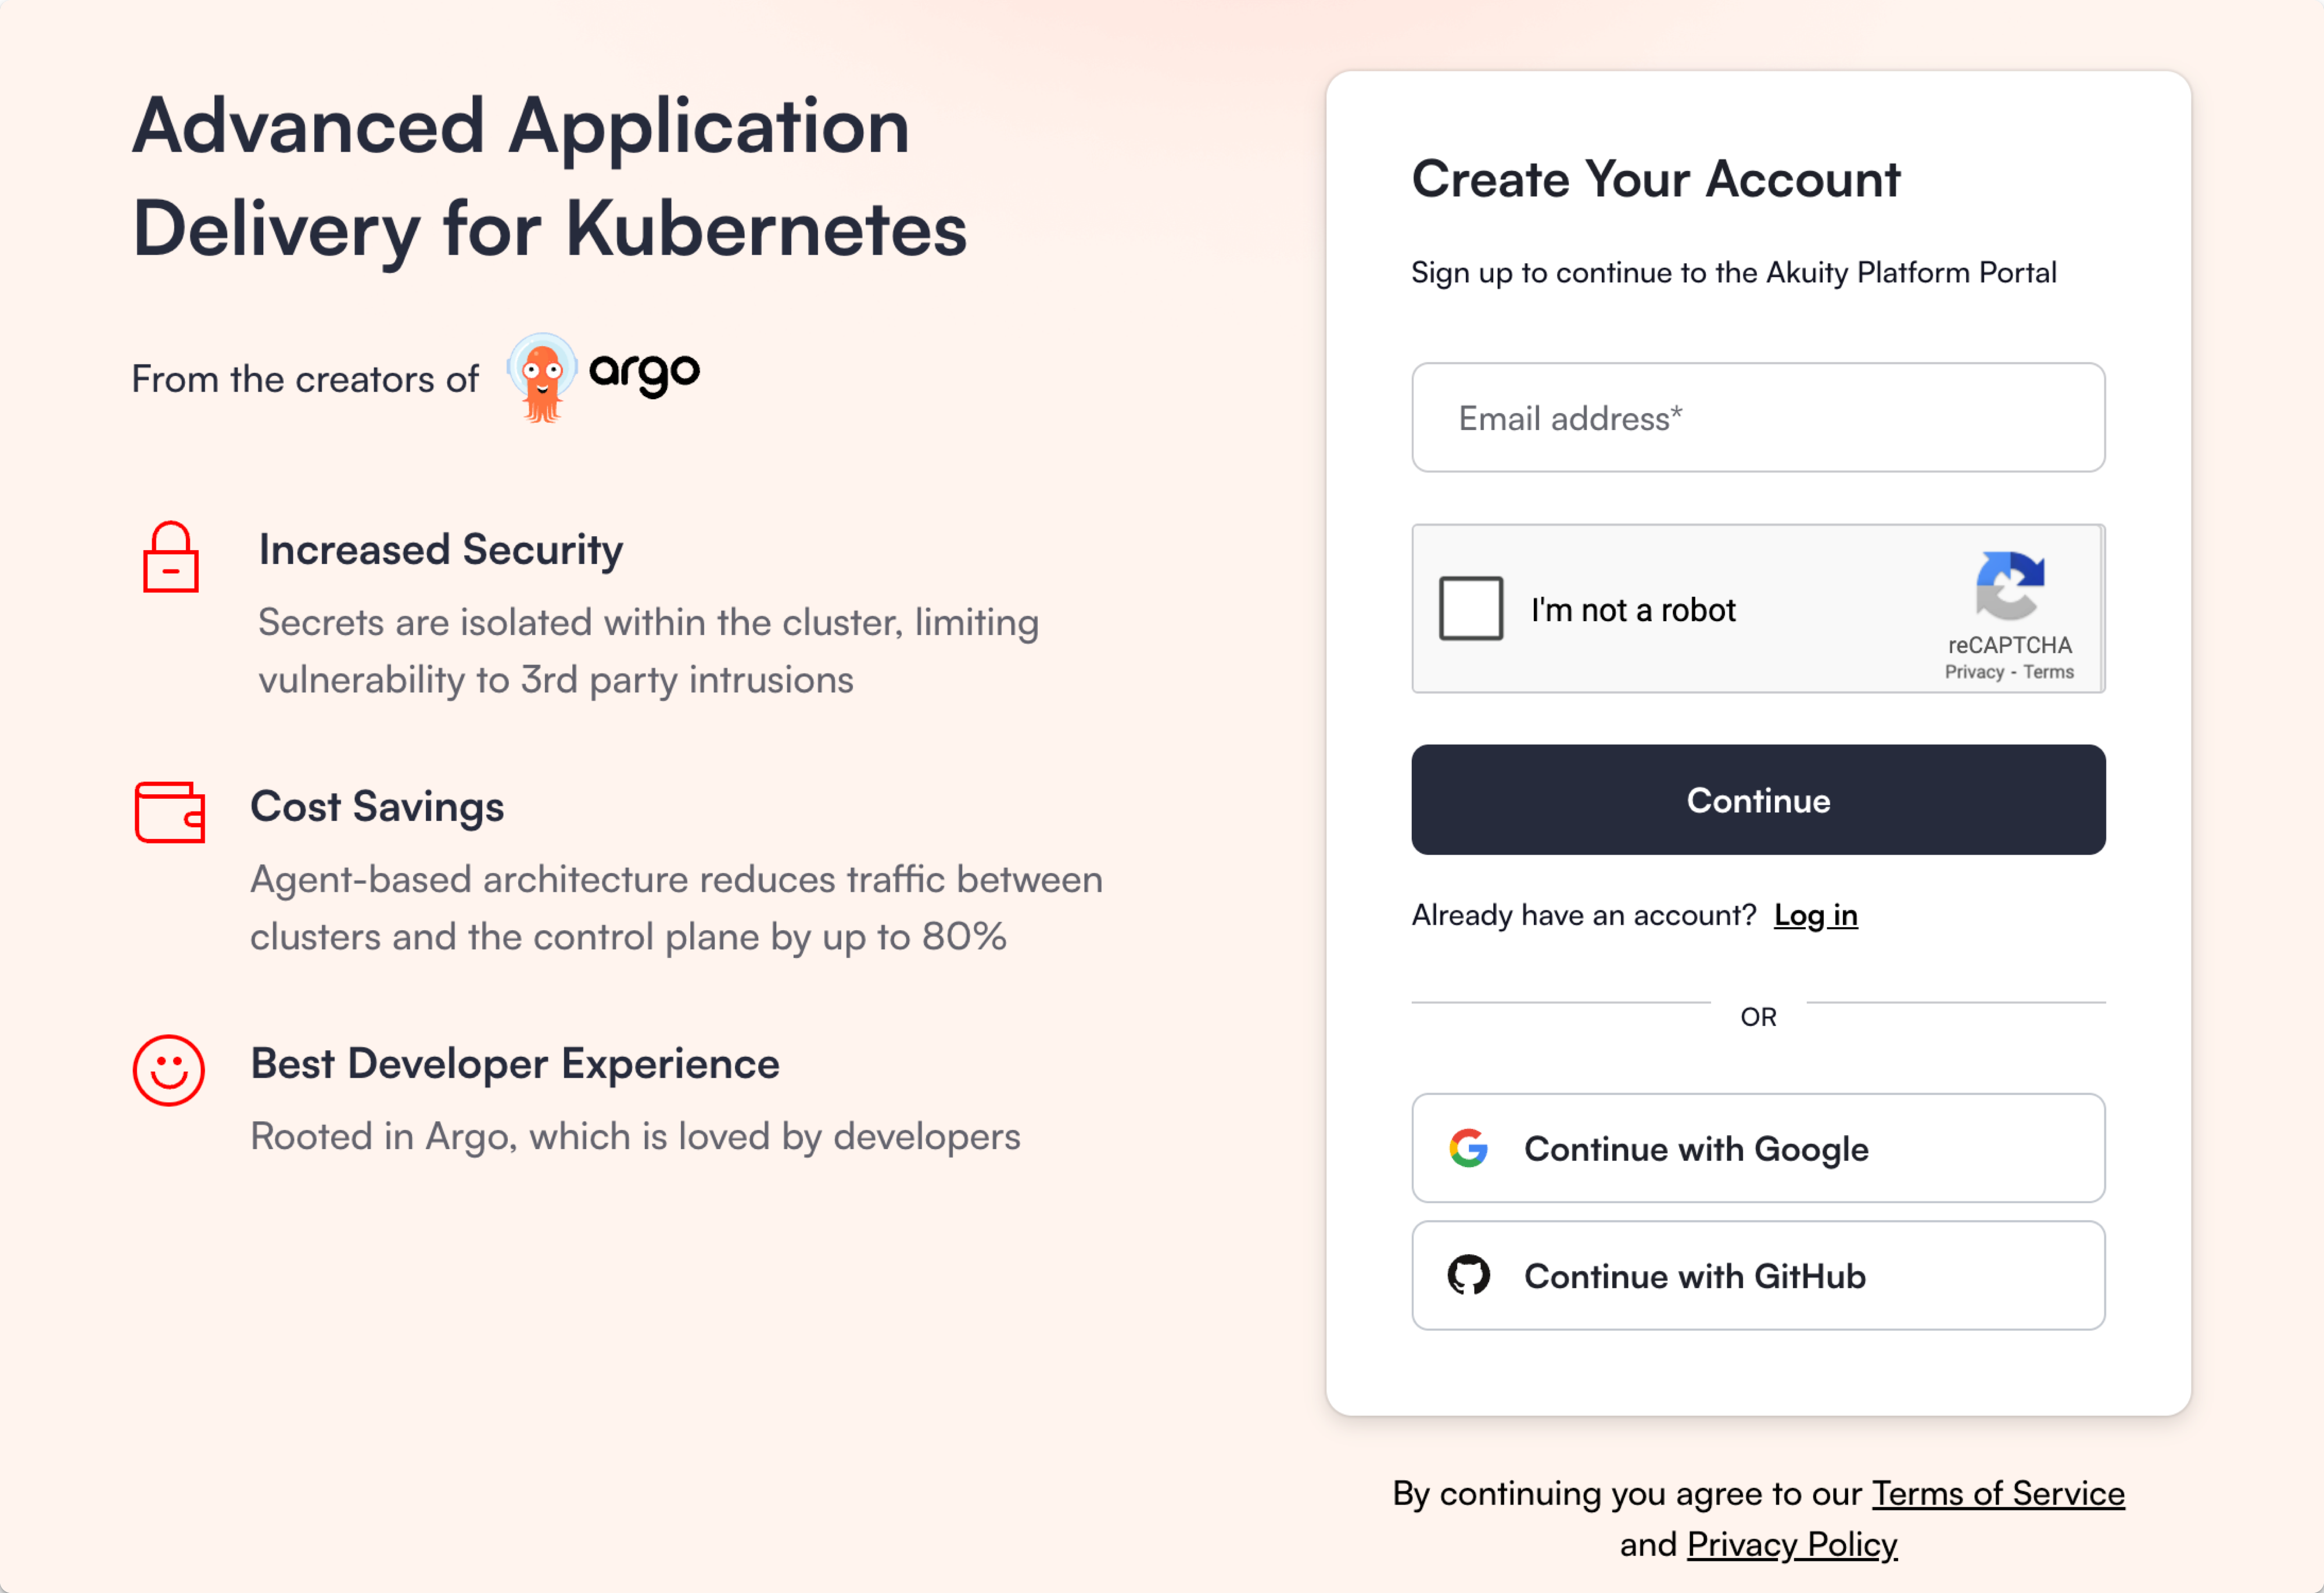 Advanced Application
Delivery for Kubernetes
From the creators of argo
Increased Security
Secrets are isolated within the cluster, limiting
vulnerability to 3rd party intrusions
Cost Savings
Agent-based architecture reduces traffic between
clusters and the control plane by up to 80%
Best Developer Experience
Rooted in Argo, which is loved by developers
Create Your Account
Sign up to continue to the Akuity Platform Portal
Email address*
I'm not a robot
reCAPTCHA
Privacy - Terms
Continue
Already have an account? Log in
OR
Continue with Google
Continue with GitHub
By continuing you agree to our Terms of Service
and Privacy Policy